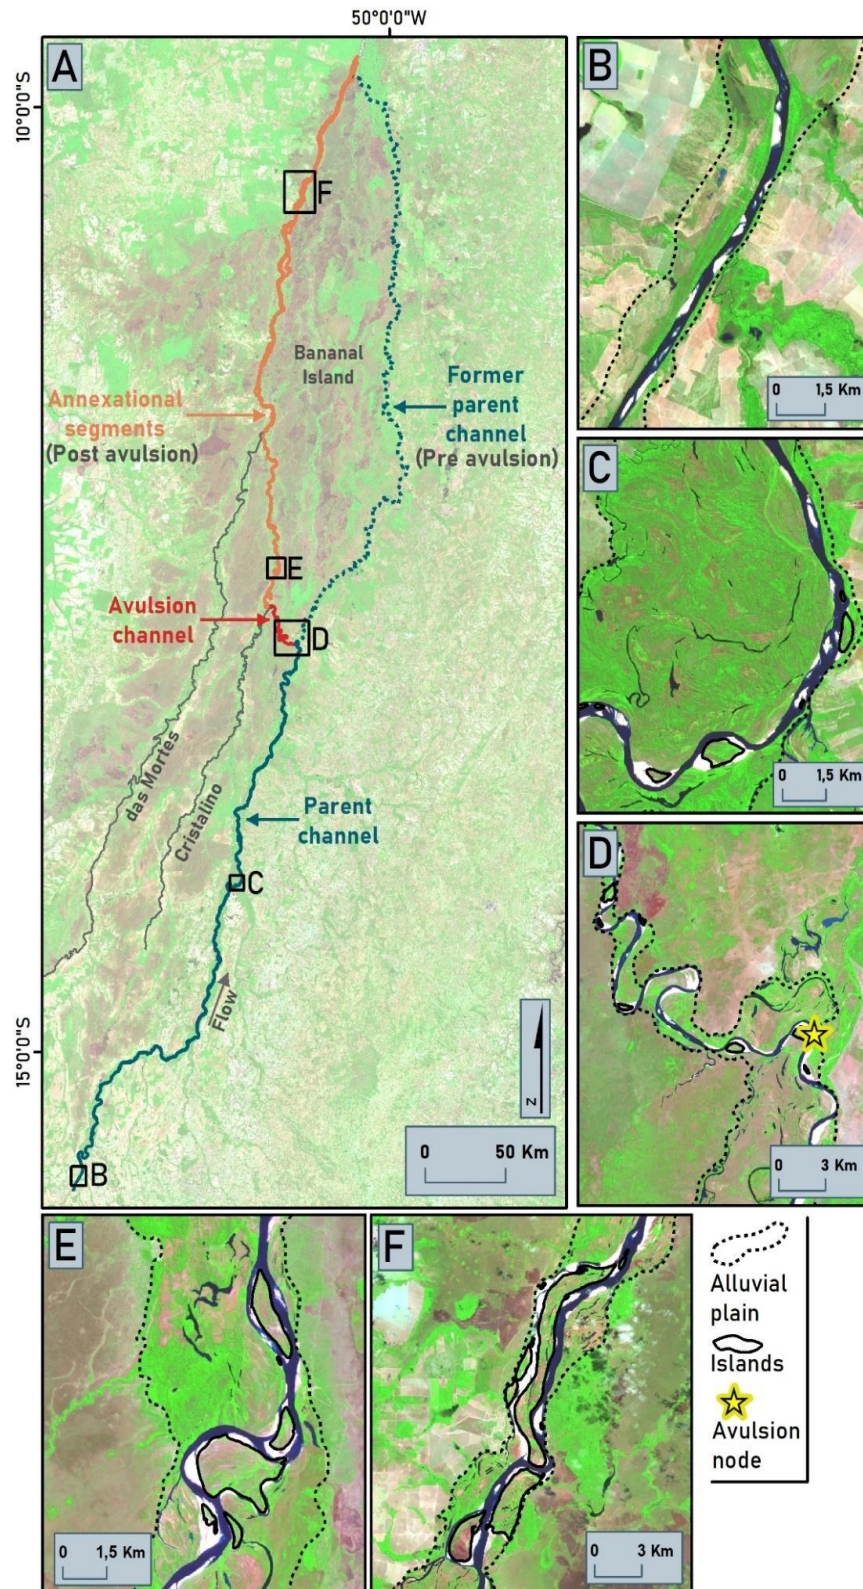 50°0'0"W
A
10°0'0"S
F
Bananal
Island
Annexational
segments
(Post avulsion)
Former
parent
channel
(Pre avulsion)
E
Avulsion
channel
D
das Mortes
Cristalino
Parent
channel
C
Flow
15°0'0"S
N
0 50 Km
B
B
0 1,5 Km
C
0 1,5 Km
D
0 3 Km
E
0 1,5 Km
F
0 3 Km
Alluvial
plain
Islands
Avulsion
node